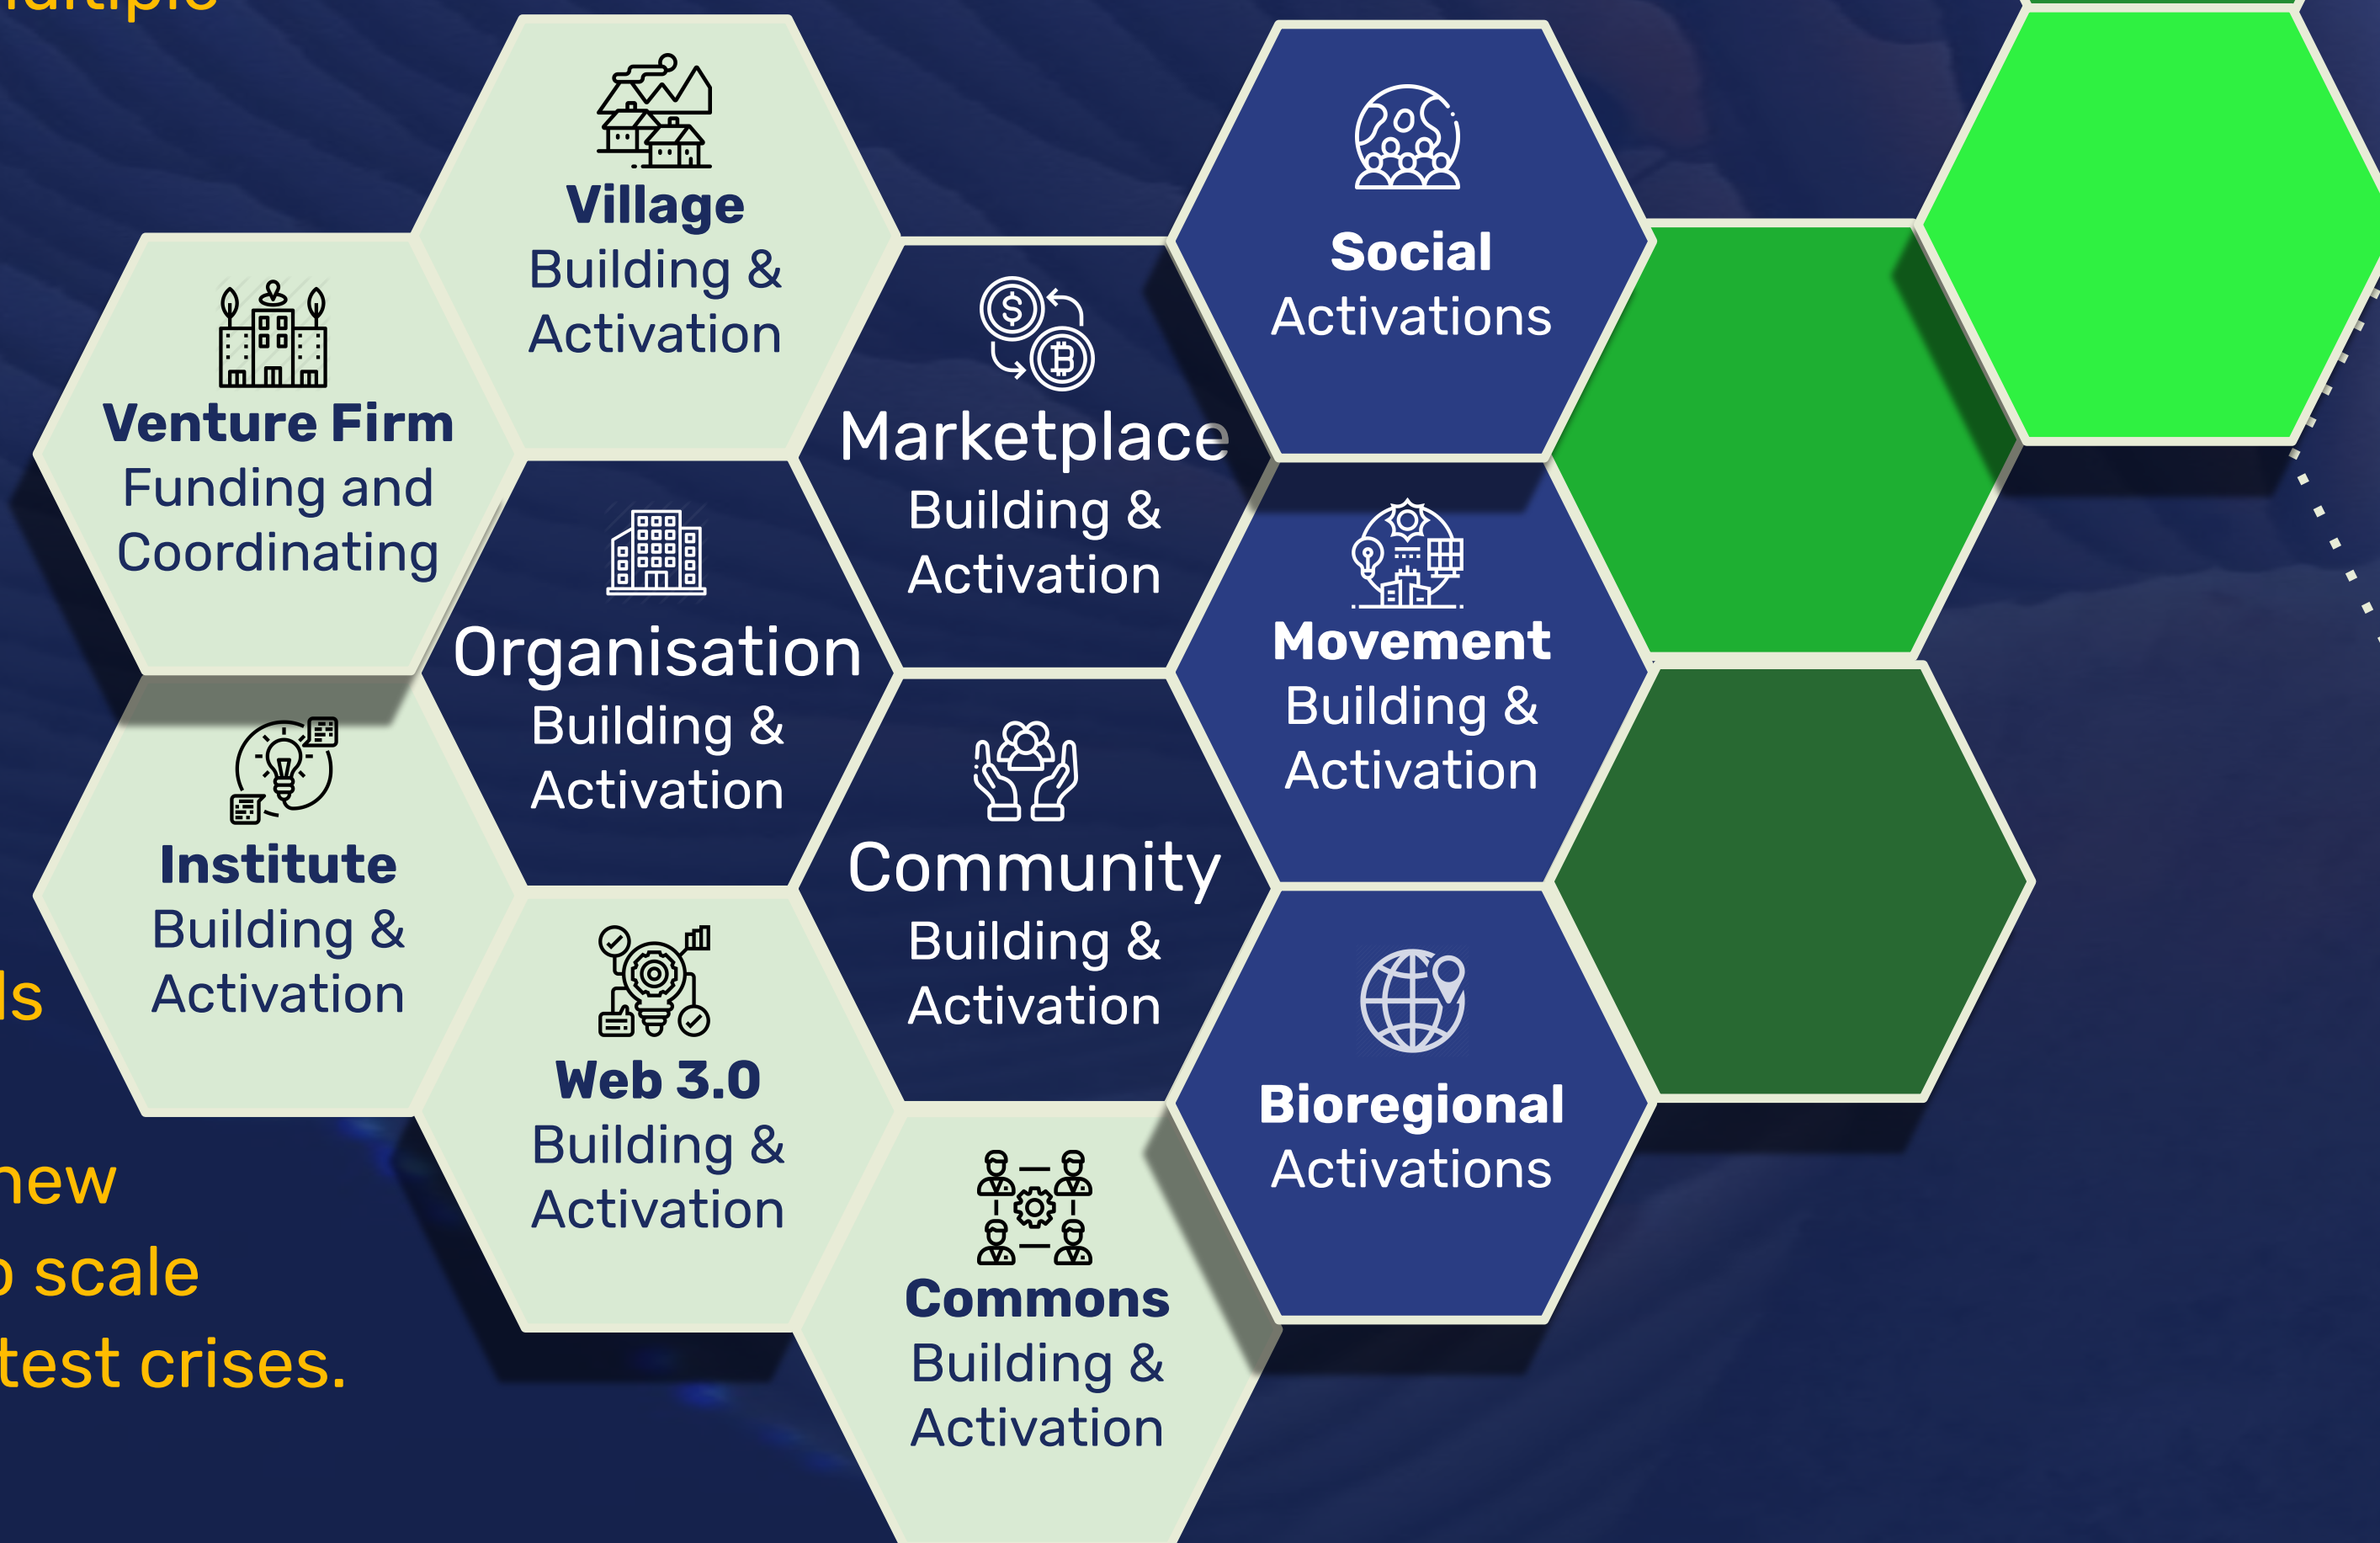 Village
Building &
Activation
Social
Activations
Venture Firm
Funding and
Coordinating
Marketplace
Building &
Activation
Organisation
Building &
Activation
Movement
Building &
Activation
Institute
Building &
Activation
Community
Building &
Activation
Web 3.0
Building &
Activation
Bioregional
Activations
Commons
Building &
Activation
new
scale
crises.